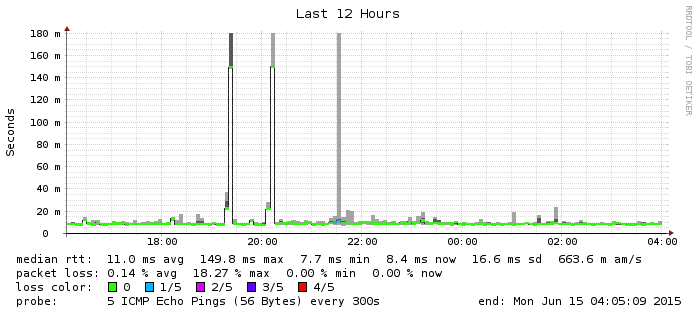 Last 12 Hours
RRDTOOL / TOBI OETIKER
Seconds
180 m
160 m
140 m
120 m
100 m
80 m
60 m
40 m
20 m
0
18:00 20:00 22:00 00:00 02:00 04:00
median rtt: 11.0 ms avg 149.8 ms max 7.7 ms min 8.4 ms now 16.6 ms sd 663.6 m am/s
packet loss: 0.14 % avg 18.27 % max 0.00 % min 0.00 % now
loss color: 0 1/5 2/5 3/5 4/5
probe: 5 ICMP Echo Pings (56 Bytes) every 300s end: Mon Jun 15 04:05:09 2015